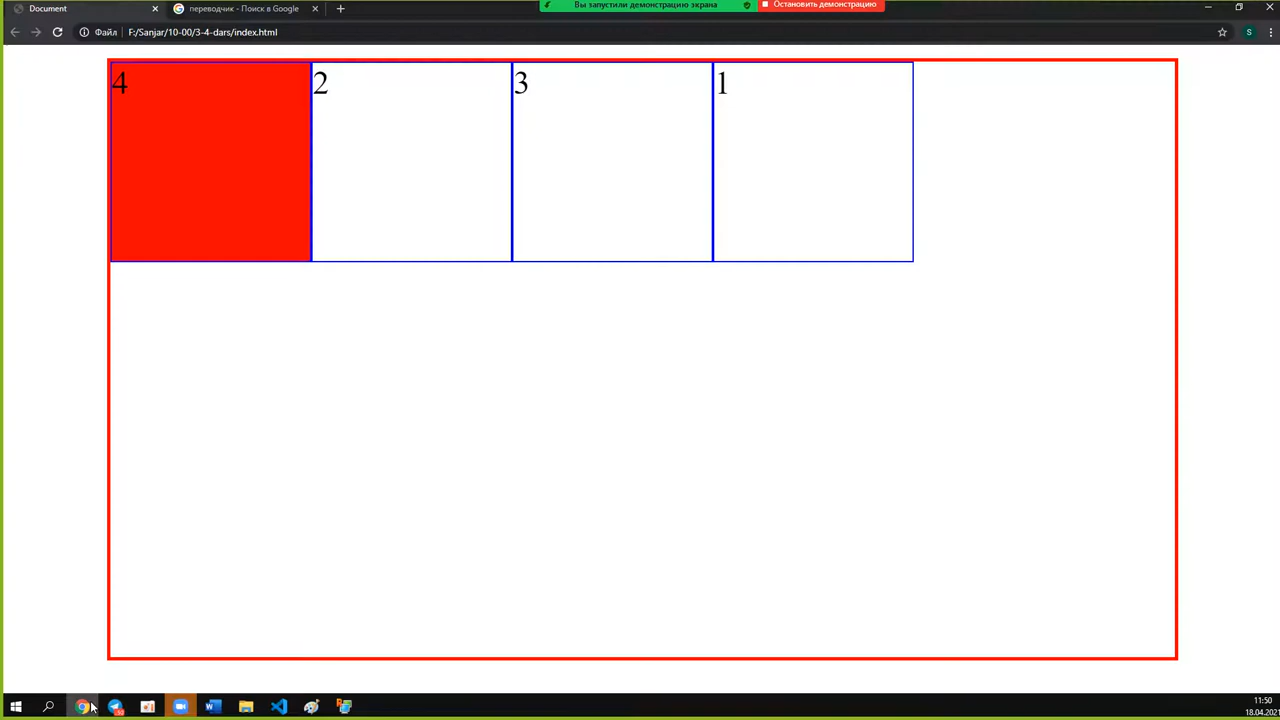 Document
переводчик - Поиск в Google
Вы запустили демонстрацию экрана
Остановить демонстрацию
Файл
F:/Sanjar/10-00/3-4-dars/index.html
S
4
2
3
1
11:50
18.04.2021